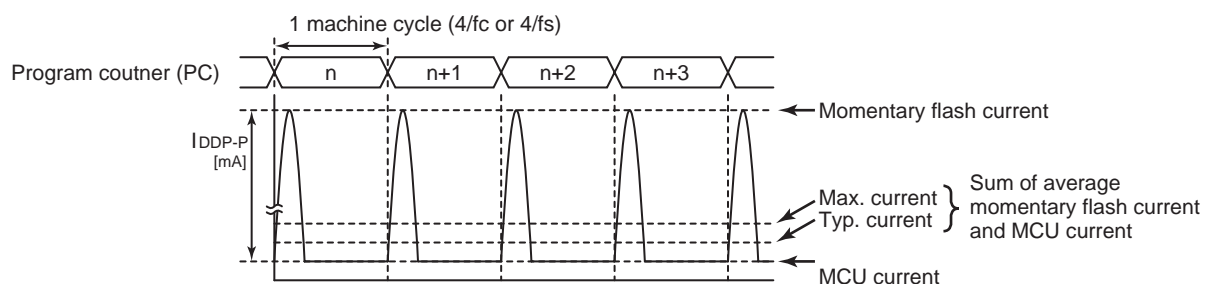 1 machine cycle (4/fc or 4/fs)
Program coutner (PC)
n
n+1
n+2
n+3
Momentary flash current
IDDP-P
[mA]
Max. current
Typ. current
Sum of average
momentary flash current
and MCU current
MCU current